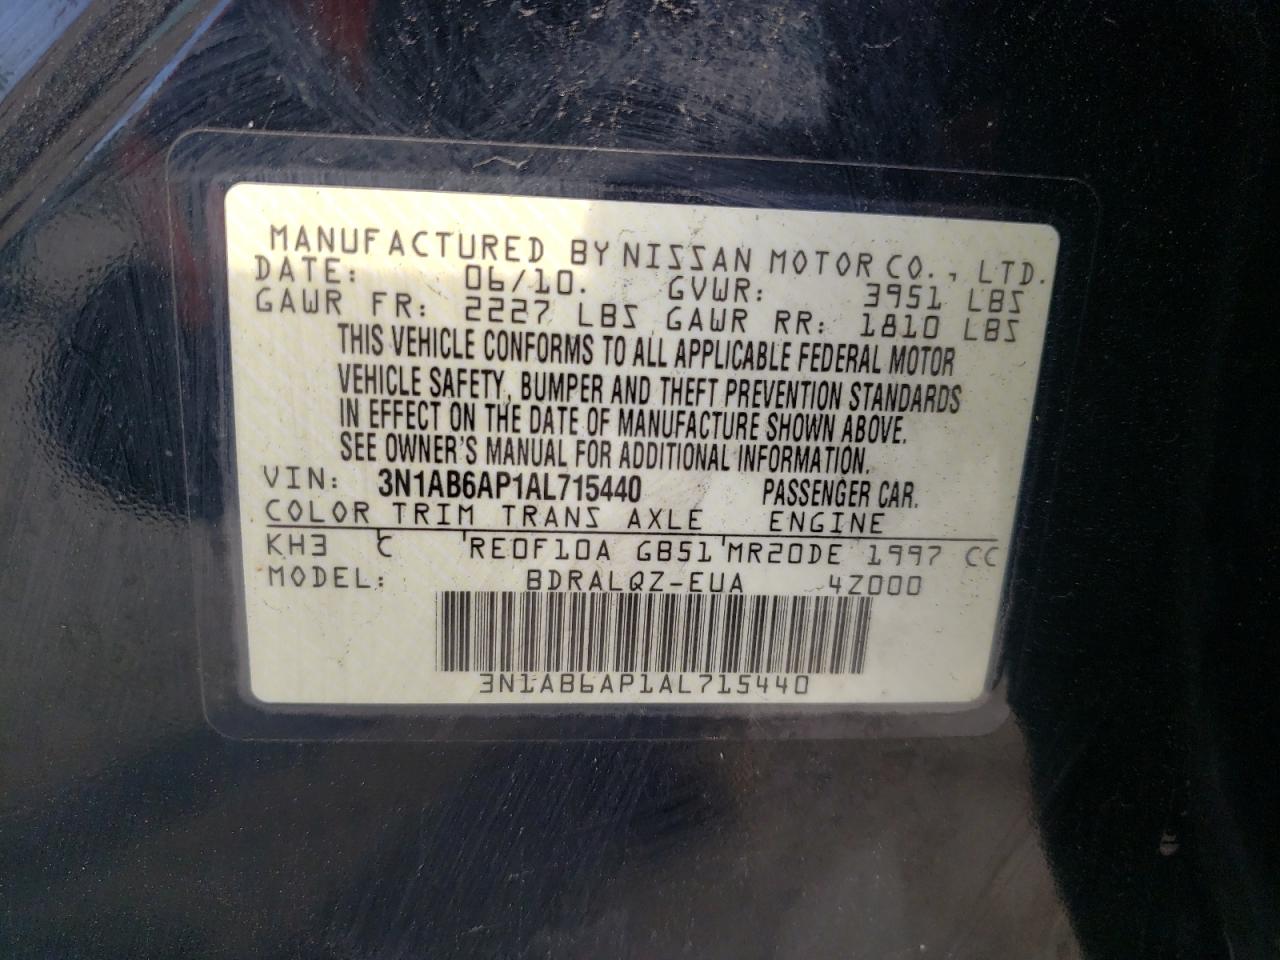 MANUFACTURED BY NISSAN MOTOR CO., LTD.
DATE: 06/10. GVWR: 3951 LBS
GAWR FR: 2227 LBS GAWR RR: 1810 LBS
THIS VEHICLE CONFORMS TO ALL APPLICABLE FEDERAL MOTOR
VEHICLE SAFETY, BUMPER AND THEFT PREVENTION STANDARDS
IN EFFECT ON THE DATE OF MANUFACTURE SHOWN ABOVE.
SEE OWNER'S MANUAL FOR ADDITIONAL INFORMATION.
VIN: 3N1AB6AP1AL715440 PASSENGER CAR.
COLOR TRIM TRANS AXLE ENGINE
KH3 C 'RE0F10A GB51'MR20DE 1997 CC
MODEL: BDRALQZ-EUA 4Z000
3N1AB6AP1AL715440